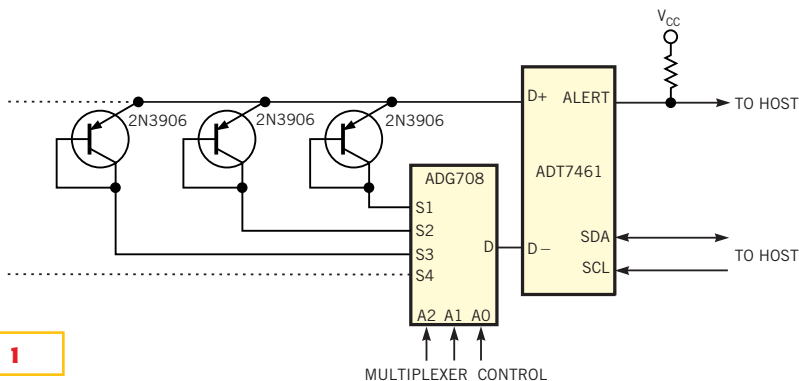 VCC
D+ ALERT
TO HOST
2N3906
2N3906
2N3906
ADG708
ADT7461
S1
S2
D
D−
SDA
TO HOST
S3
SCL
S4
A2 A1 A0
1
MULTIPLEXER CONTROL